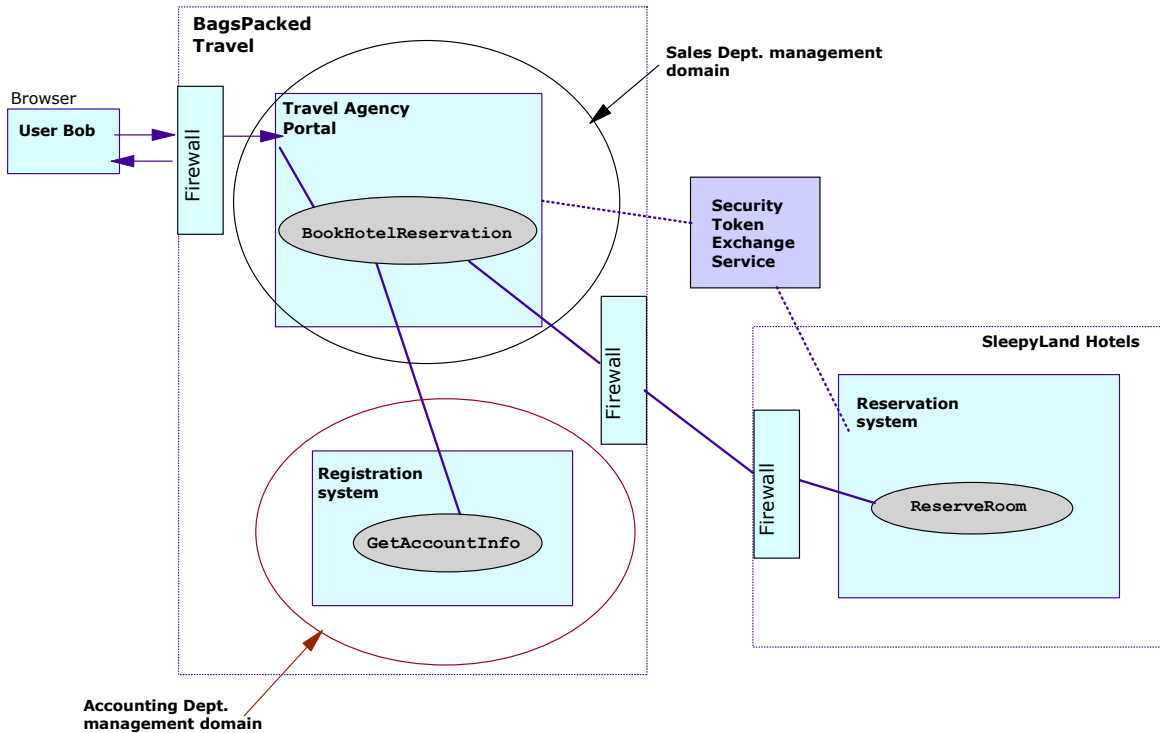 BagsPacked
Travel
Sales Dept. management
domain
Browser
User Bob
Firewall
Travel Agency
Portal
BookHotelReservation
Security
Token
Exchange
Service
Firewall
SleepyLand Hotels
Reservation
system
Firewall
ReserveRoom
Registration
system
GetAccountInfo
Accounting Dept.
management domain